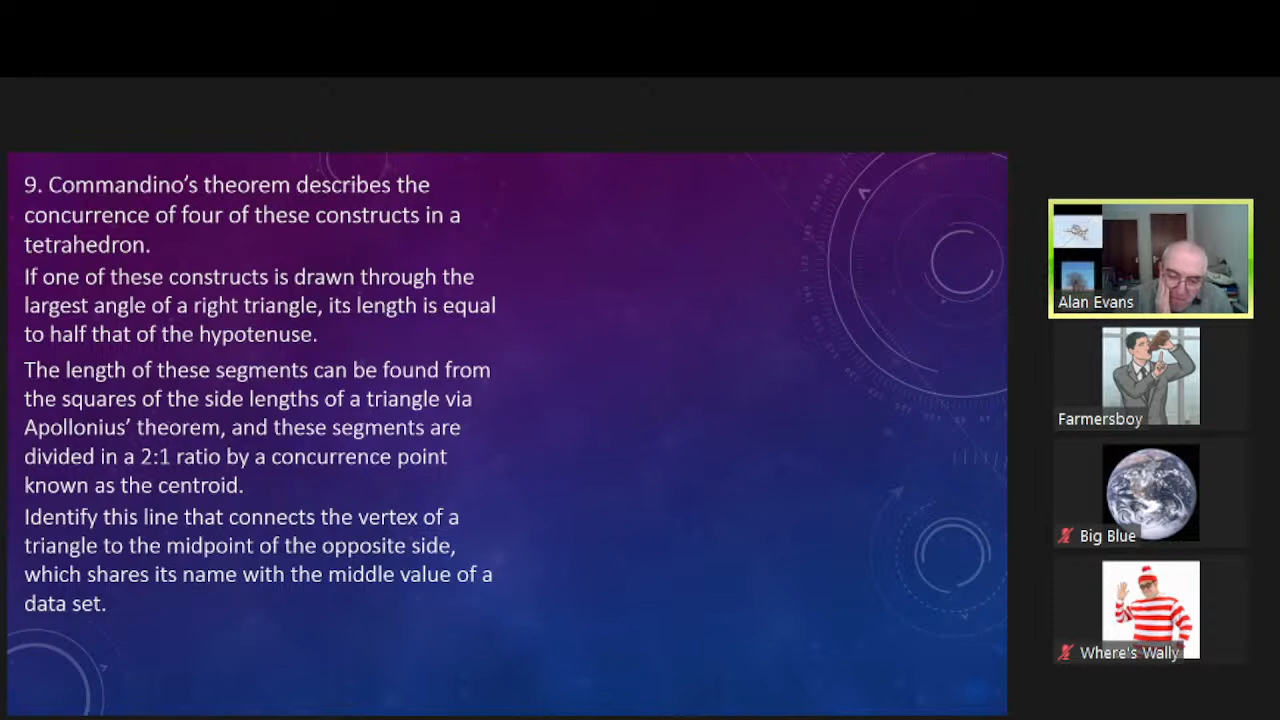 9. Commandino’s theorem describes the
concurrence of four of these constructs in a
tetrahedron.
If one of these constructs is drawn through the
largest angle of a right triangle, its length is equal
to half that of the hypotenuse.
The length of these segments can be found from
the squares of the side lengths of a triangle via
Apollonius’ theorem, and these segments are
divided in a 2:1 ratio by a concurrence point
known as the centroid.
Identify this line that connects the vertex of a
triangle to the midpoint of the opposite side,
which shares its name with the middle value of a
data set.
Alan Evans
Farmersboy
Big Blue
Where's Wally